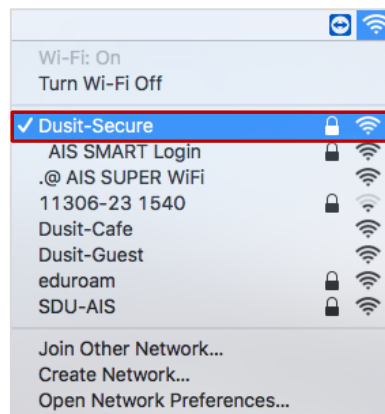 Wi-Fi: On
Turn Wi-Fi Off
Dusit-Secure
AIS SMART Login
.@ AIS SUPER WiFi
11306-23 1540
Dusit-Cafe
Dusit-Guest
eduroam
SDU-AIS
Join Other Network...
Create Network...
Open Network Preferences...